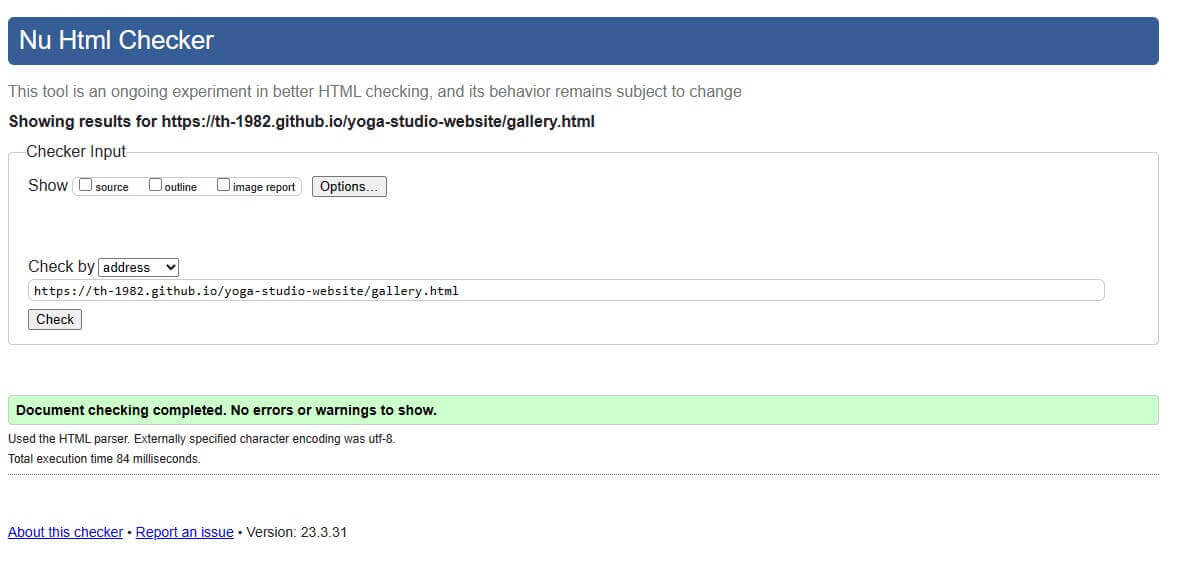 Nu Html Checker
This tool is an ongoing experiment in better HTML checking, and its behavior remains subject to change
Showing results for https://th-1982.github.io/yoga-studio-website/gallery.html
Checker Input
Show source outline image report Options...
Check by address
https://th-1982.github.io/yoga-studio-website/gallery.html
Check
Document checking completed. No errors or warnings to show.
Used the HTML parser. Externally specified character encoding was utf-8.
Total execution time 84 milliseconds.
About this checker • Report an issue • Version: 23.3.31